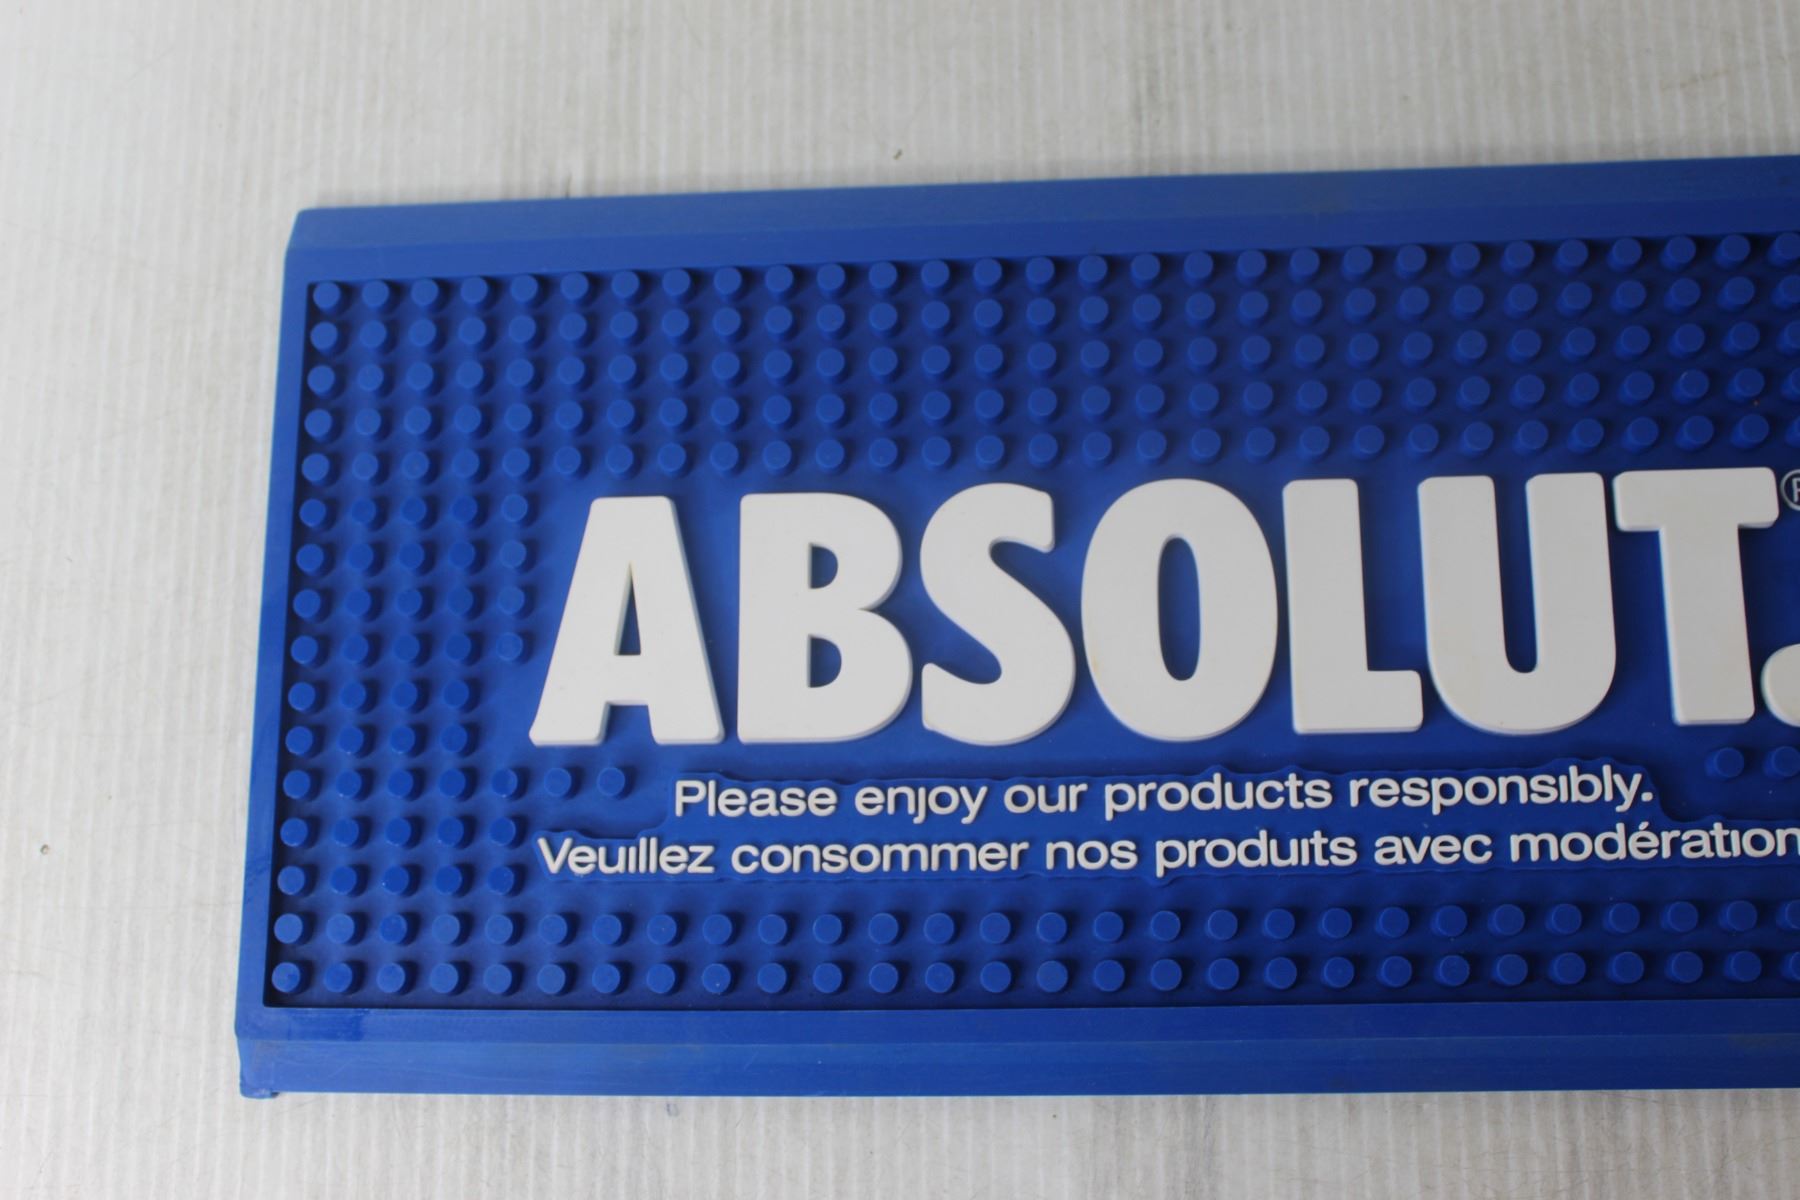 ABSOLUT.®
Please enjoy our products responsibly.
Veuillez consommer nos produits avec modération